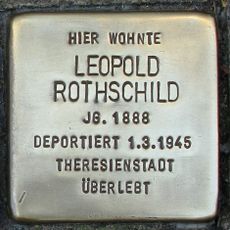 HIER WOHNTE
LEOPOLD
ROTHSCHILD
JG. 1888
DEPORTIERT 1.3.1945
THERESIENSTADT
ÜBERLEBT